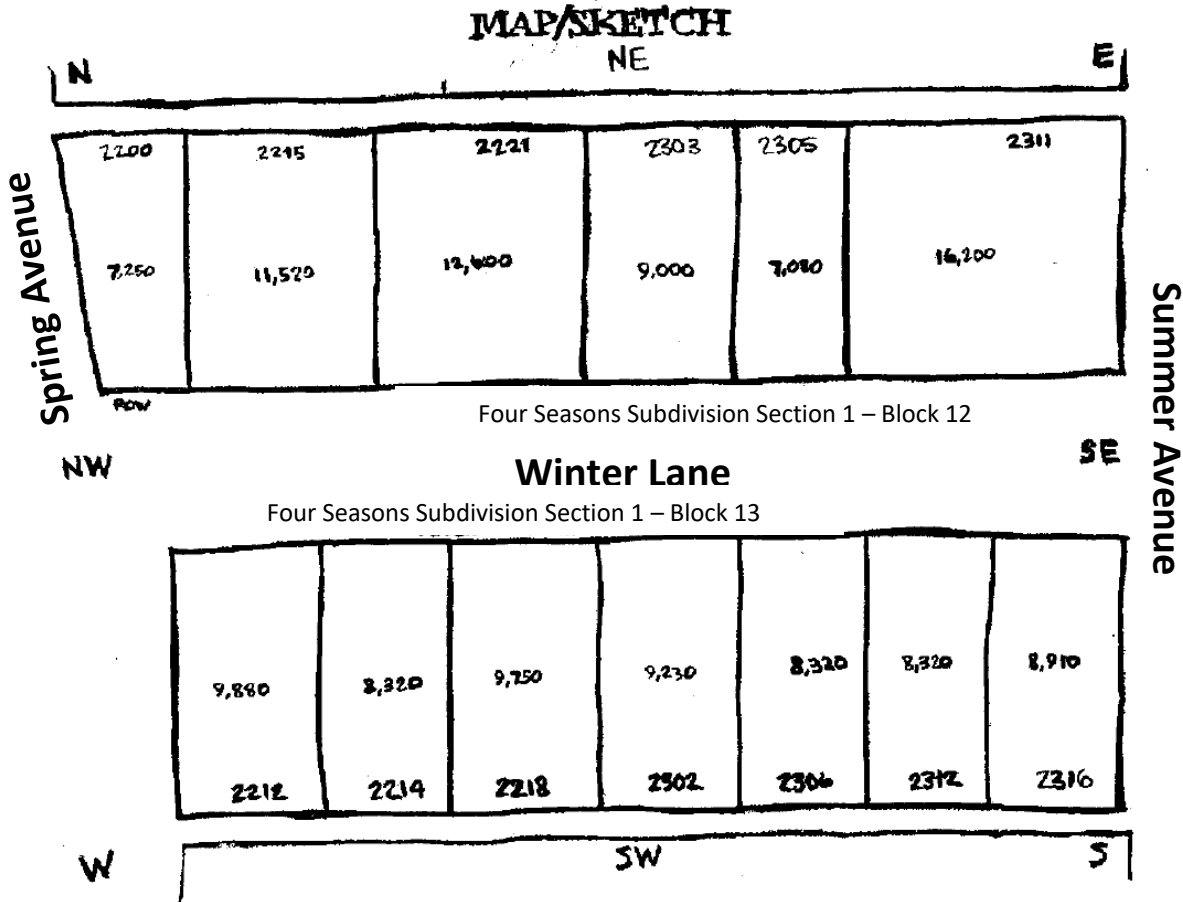 MAP/SKETCH
N NE E
2200 2215 2221 2303 2305 2311
7,250 11,520 12,600 9,000 7,080 16,200
Spring Avenue
Summer Avenue
ROW
Four Seasons Subdivision Section 1 – Block 12
NW SE
Winter Lane
Four Seasons Subdivision Section 1 – Block 13
9,880 8,320 9,750 9,230 8,320 8,320 8,910
2212 2214 2218 2302 2306 2312 2316
W SW S